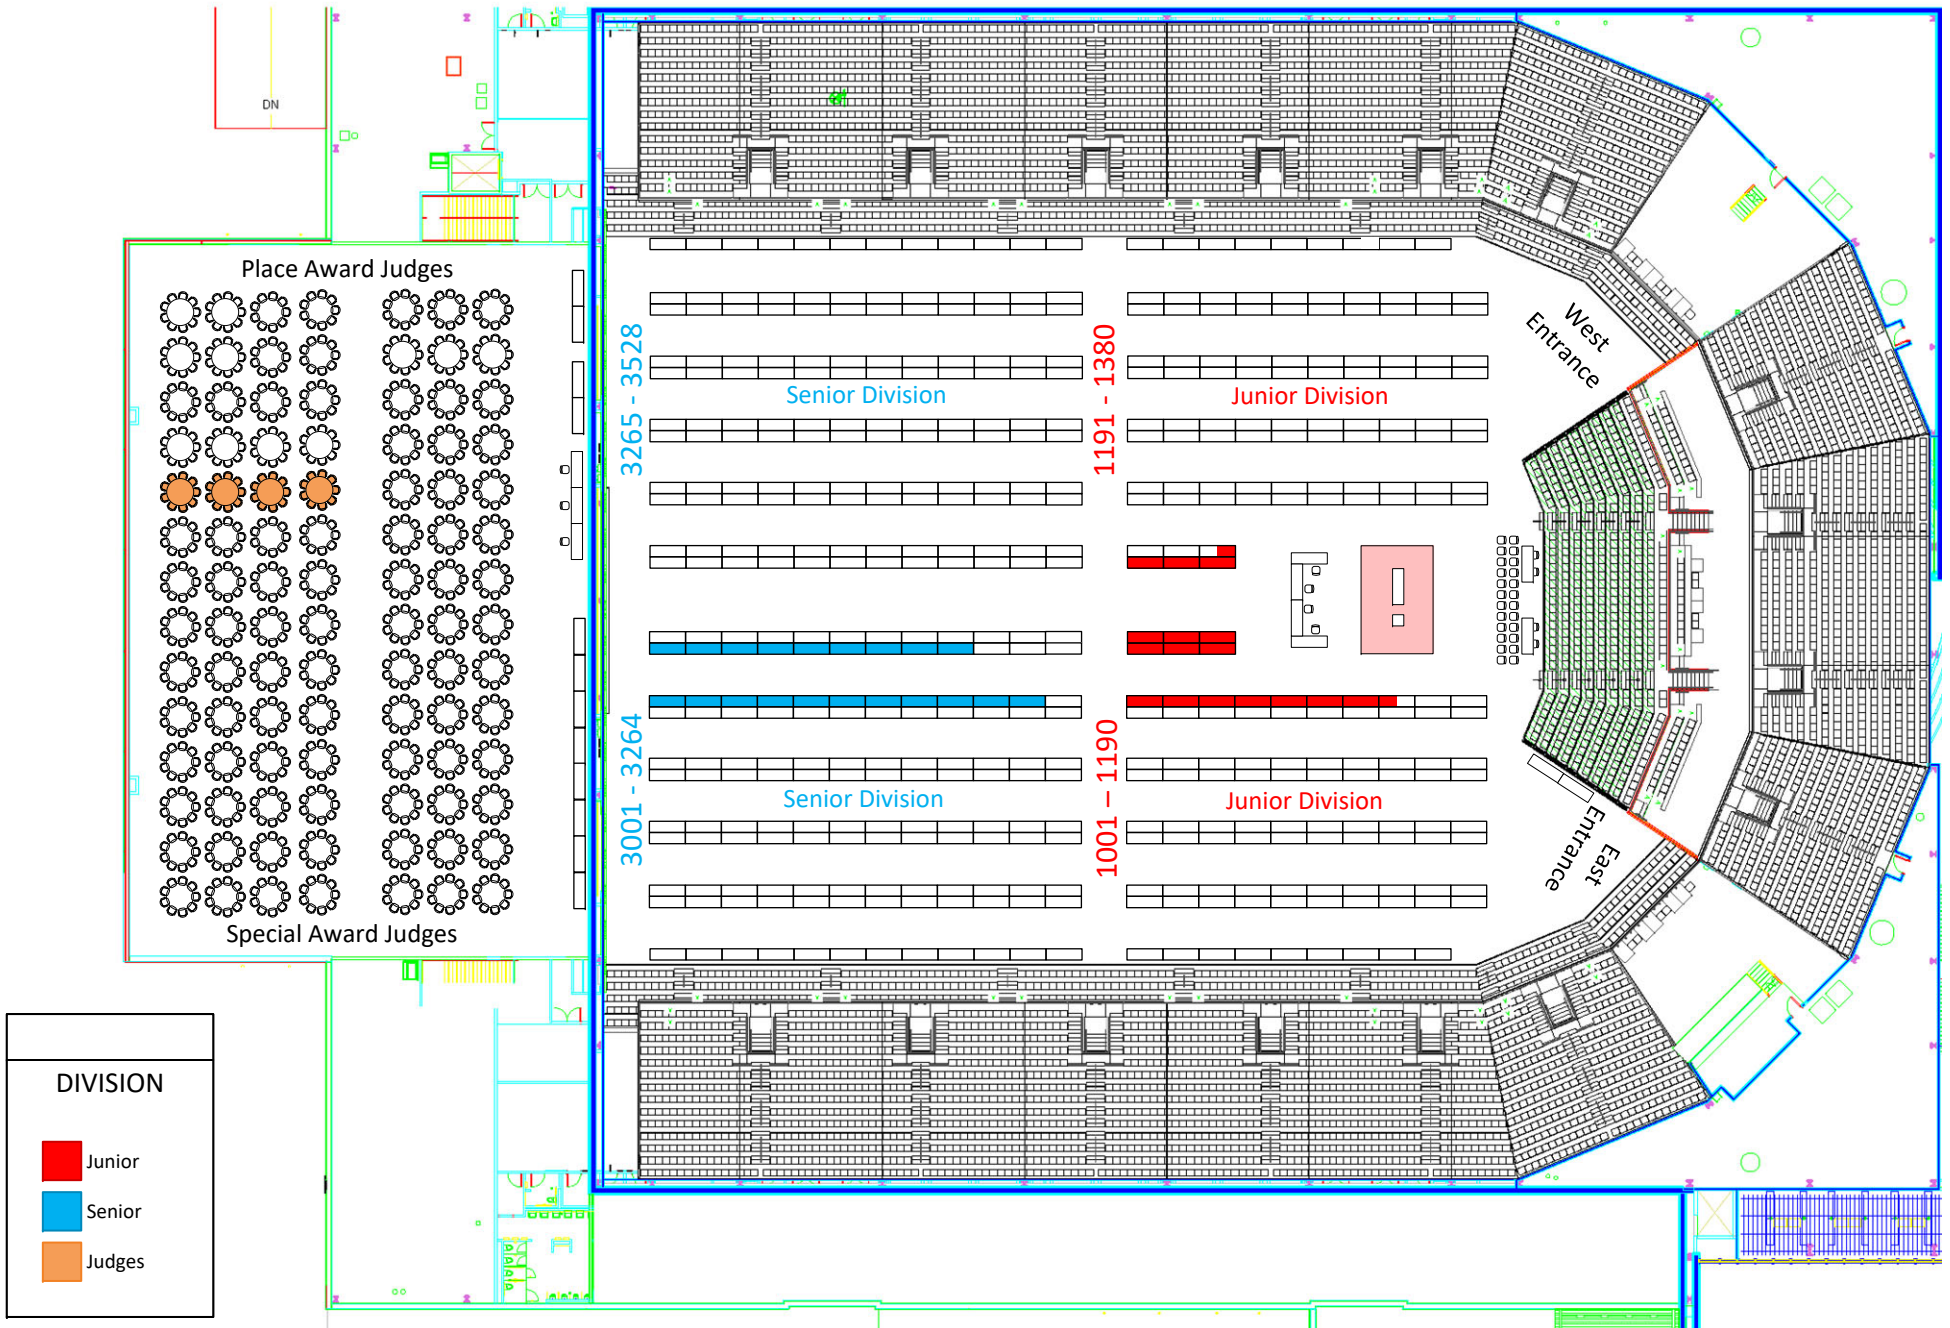 DN
Place Award Judges
West
Entrance
3265 - 3528
1191 - 1380
Senior Division
Junior Division
3001 - 3264
1001 – 1190
Senior Division
Junior Division
East
Entrance
Special Award Judges
DIVISION
Junior
Senior
Judges